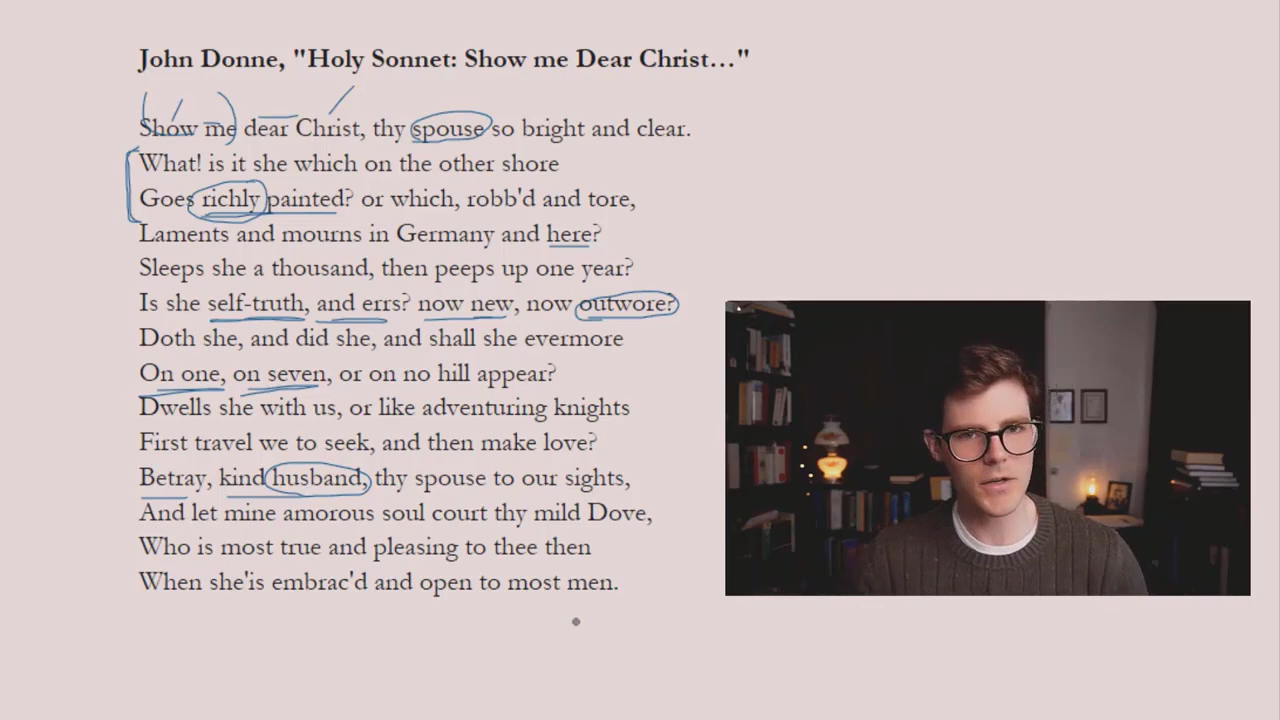 John Donne, "Holy Sonnet: Show me Dear Christ…"
Show me dear Christ, thy spouse so bright and clear.
What! is it she which on the other shore
Goes richly painted? or which, robb'd and tore,
Laments and mourns in Germany and here?
Sleeps she a thousand, then peeps up one year?
Is she self-truth, and errs? now new, now outwore?
Doth she, and did she, and shall she evermore
On one, on seven, or on no hill appear?
Dwells she with us, or like adventuring knights
First travel we to seek, and then make love?
Betray, kind husband, thy spouse to our sights,
And let mine amorous soul court thy mild Dove,
Who is most true and pleasing to thee then
When she'is embrac'd and open to most men.